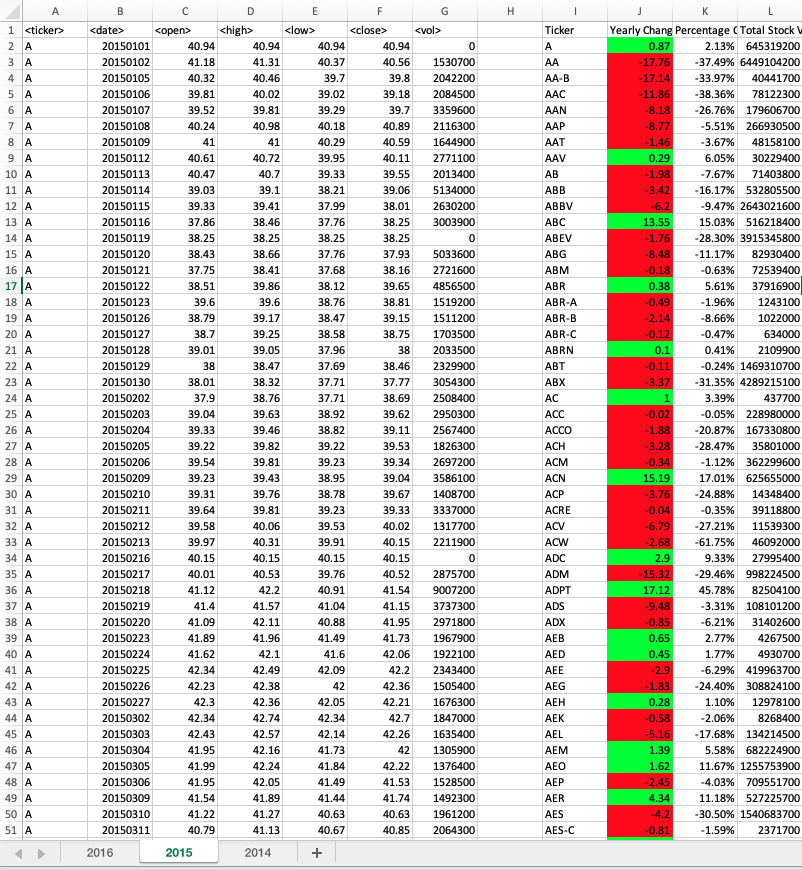 A B C D E F G H I J K L
1 <ticker> <date> <open> <high> <low> <close> <vol> Ticker Yearly Chang Percentage C Total Stock V
2 A 20150101 40.94 40.94 40.94 40.94 0 A 0.87 2.13% 645319200
3 A 20150102 41.18 41.31 40.37 40.56 1530700 AA -17.76 -37.49% 6449104200
4 A 20150105 40.32 40.46 39.7 39.8 2042200 AA-B -17.14 -33.97% 40441700
5 A 20150106 39.81 40.02 39.02 39.18 2084500 AAC -11.86 -38.36% 78122300
6 A 20150107 39.52 39.81 39.29 39.7 3359600 AAN -8.18 -26.76% 179606700
7 A 20150108 40.24 40.98 40.18 40.89 2116300 AAP -8.77 -5.51% 266930500
8 A 20150109 41 41 40.29 40.59 1644900 AAT -1.46 -3.67% 48158100
9 A 20150112 40.61 40.72 39.95 40.11 2771100 AAV 0.29 6.05% 30229400
10 A 20150113 40.47 40.7 39.33 39.55 2013400 AB -1.98 -7.67% 71403800
11 A 20150114 39.03 39.1 38.21 39.06 5134000 ABB -3.42 -16.17% 532805500
12 A 20150115 39.33 39.41 37.99 38.01 2630200 ABBV -6.2 -9.47% 2643021600
13 A 20150116 37.86 38.46 37.76 38.25 3003900 ABC 13.55 15.03% 516218400
14 A 20150119 38.25 38.25 38.25 38.25 0 ABEV -1.76 -28.30% 3915345800
15 A 20150120 38.43 38.66 37.76 37.93 5033600 ABG -8.48 -11.17% 82930400
16 A 20150121 37.75 38.41 37.68 38.16 2721600 ABM -0.18 -0.63% 72539400
17 A 20150122 38.51 39.86 38.12 39.65 4856500 ABR 0.38 5.61% 37916900
18 A 20150123 39.6 39.6 38.76 38.81 1519200 ABR-A -0.49 -1.96% 1243100
19 A 20150126 38.79 39.17 38.47 39.15 1511200 ABR-B -2.14 -8.66% 1022000
20 A 20150127 38.7 39.25 38.58 38.75 1703500 ABR-C -0.12 -0.47% 634000
21 A 20150128 39.01 39.05 37.96 38 2033500 ABRN 0.1 0.41% 2109900
22 A 20150129 38 38.47 37.69 38.46 2329900 ABT -0.11 -0.24% 1469310700
23 A 20150130 38.01 38.32 37.71 37.77 3054300 ABX -3.37 -31.35% 4289215100
24 A 20150202 37.9 38.76 37.71 38.69 2508400 AC 1 3.39% 437700
25 A 20150203 39.04 39.63 38.92 39.62 2950300 ACC -0.02 -0.05% 228980000
26 A 20150204 39.33 39.46 38.82 39.11 2567400 ACCO -1.88 -20.87% 167330800
27 A 20150205 39.22 39.82 39.22 39.53 1826300 ACH -3.28 -28.47% 35801000
28 A 20150206 39.54 39.81 39.23 39.34 2697200 ACM -0.34 -1.12% 362299600
29 A 20150209 39.23 39.43 38.95 39.04 3586100 ACN 15.19 17.01% 625655000
30 A 20150210 39.31 39.76 38.78 39.67 1408700 ACP -3.76 -24.88% 14348400
31 A 20150211 39.64 39.81 39.23 39.33 3337000 ACRE -0.04 -0.35% 39118800
32 A 20150212 39.58 40.06 39.53 40.02 1317700 ACV -6.79 -27.21% 11539300
33 A 20150213 39.97 40.31 39.91 40.15 2211900 ACW -2.68 -61.75% 46092000
34 A 20150216 40.15 40.15 40.15 40.15 0 ADC 2.9 9.33% 27995400
35 A 20150217 40.01 40.53 39.76 40.52 2875700 ADM -15.32 -29.46% 998224500
36 A 20150218 41.12 42.2 40.91 41.54 9007200 ADPT 17.12 45.78% 82504100
37 A 20150219 41.4 41.57 41.04 41.15 3737300 ADS -9.48 -3.31% 108101200
38 A 20150220 41.09 42.11 40.88 41.95 2971800 ADX -0.85 -6.21% 31402600
39 A 20150223 41.89 41.96 41.49 41.73 1967900 AEB 0.65 2.77% 4267500
40 A 20150224 41.62 42.1 41.6 42.06 1922100 AED 0.45 1.77% 4930700
41 A 20150225 42.34 42.49 42.09 42.2 2343400 AEE -2.9 -6.29% 419963700
42 A 20150226 42.23 42.38 42 42.36 1505400 AEG -1.83 -24.40% 308824100
43 A 20150227 42.3 42.36 42.05 42.21 1676300 AEH 0.28 1.10% 12978100
44 A 20150302 42.34 42.74 42.34 42.7 1847000 AEK -0.58 -2.06% 8268400
45 A 20150303 42.43 42.57 42.14 42.26 1635400 AEL -5.16 -17.68% 134214500
46 A 20150304 41.95 42.16 41.73 42 1305900 AEM 1.39 5.58% 682224900
47 A 20150305 41.99 42.24 41.84 42.22 1376400 AEO 1.62 11.67% 1255753900
48 A 20150306 41.95 42.05 41.49 41.53 1528500 AEP -2.45 -4.03% 709551700
49 A 20150309 41.54 41.89 41.44 41.74 1492300 AER 4.34 11.18% 527225700
50 A 20150310 41.22 41.27 40.63 40.63 1961200 AES -4.2 -30.50% 1540683700
51 A 20150311 40.79 41.13 40.67 40.85 2064300 AES-C -0.81 -1.59% 2371700
2016 2015 2014 +